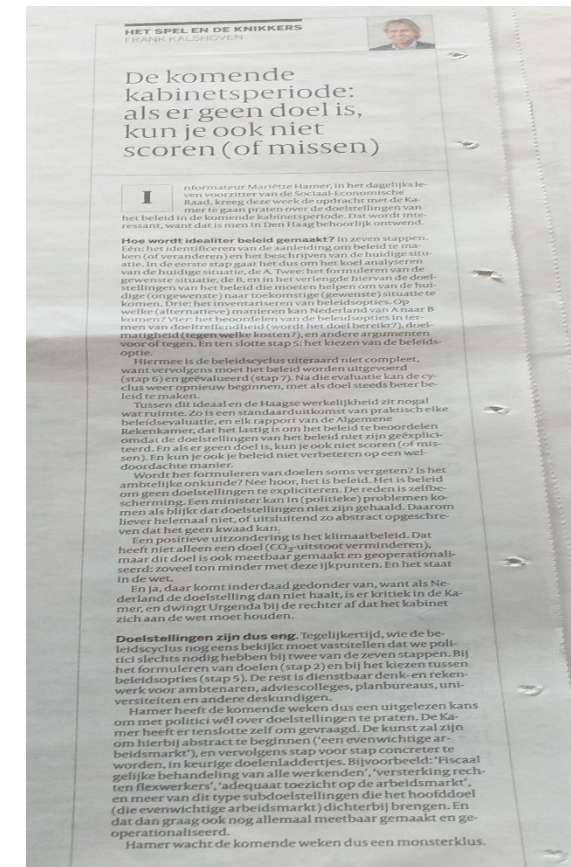 HET SPEL EN DE KNIKKERS
FRANK KALSHOVEN
De komende
kabinetsperiode:
als er geen doel is,
kun je ook niet
scoren (of missen)
Informateur Mariëtte Hamer, in het dagelijks le-
ven voorzitter van de Sociaal-Economische
Raad, kreeg deze week de opdracht met de Ka-
mer te gaan praten over de doelstellingen van
het beleid in de komende kabinetsperiode. Dat wordt inte-
ressant, want dat is men in Den Haag behoorlijk ontwend.
Hoe wordt idealiter beleid gemaakt? In zeven stappen.
Eén: het identificeren van de aanleiding om beleid te ma-
ken (of veranderen) en het beschrijven van de huidige situ-
atie. In de eerste stap gaat het dus om het koel analyseren
van de huidige situatie, de A. Twee: het formuleren van de
gewenste situatie, de B, en in het verlengde hiervan de doel-
stellingen van het beleid die moeten helpen om van de hui-
dige (ongewenste) naar toekomstige (gewenste) situatie te
komen. Drie: het inventariseren van beleidsopties. Op
welke (alternatieve) manieren kan Nederland van A naar B
komen? Vier: het beoordelen van de beleidsopties in ter-
men van doeltreffendheid (wordt het doel bereikt?), doel-
matigheid (tegen welke kosten?), en andere argumenten
voor of tegen. En ten slotte stap 5: het kiezen van de beleids-
optie.
Hiermee is de beleidscyclus uiteraard niet compleet,
want vervolgens moet het beleid worden uitgevoerd
(stap 6) en geëvalueerd (stap 7). Na die evaluatie kan de cy-
clus weer opnieuw beginnen, met als doel steeds beter be-
leid te maken.
Tussen dit ideaal en de Haagse werkelijkheid zit nogal
wat ruimte. Zo is een standaarduitkomst van praktisch elke
beleidsevaluatie, en elk rapport van de Algemene
Rekenkamer, dat het lastig is om het beleid te beoordelen
omdat de doelstellingen van het beleid niet zijn geëxplici-
teerd. En als er geen doel is, kun je ook niet scoren (of mis-
sen). En kun je ook je beleid niet verbeteren op een wel-
doordachte manier.
Wordt het formuleren van doelen soms vergeten? Is het
ambtelijke onkunde? Nee hoor, het is beleid. Het is beleid
om geen doelstellingen te expliciteren. De reden is zelfbe-
scherming. Een minister kan in (politieke) problemen ko-
men als blijkt dat doelstellingen niet zijn gehaald. Daarom
liever helemaal niet, of uitsluitend zo abstract opgeschre-
ven dat het geen kwaad kan.
Een positieve uitzondering is het klimaatbeleid. Dat
heeft niet alleen een doel (CO₂-uitstoot verminderen),
maar dit doel is ook meetbaar gemaakt en geoperationali-
seerd: zoveel ton minder met deze ijkpunten. En het staat
in de wet.
En ja, daar komt inderdaad gedonder van, want als Ne-
derland de doelstelling dan niet haalt, is er kritiek in de Ka-
mer, en dwingt Urgenda bij de rechter af dat het kabinet
zich aan de wet moet houden.
Doelstellingen zijn dus eng. Tegelijkertijd, wie de be-
leidscyclus nog eens bekijkt moet vaststellen dat we poli-
tici slechts nodig hebben bij twee van de zeven stappen. Bij
het formuleren van doelen (stap 2) en bij het kiezen tussen
beleidsopties (stap 5). De rest is dienstbaar denk- en reken-
werk voor ambtenaren, adviescolleges, planbureaus, uni-
versiteiten en andere deskundigen.
Hamer heeft de komende weken dus een uitgelezen kans
om met politici wél over doelstellingen te praten. De Ka-
mer heeft er tenslotte zelf om gevraagd. De kunst zal zijn
om hierbij abstract te beginnen ('een evenwichtige ar-
beidsmarkt'), en vervolgens stap voor stap concreter te
worden, in keurige doelenladdertjes. Bijvoorbeeld: 'Fiscaal
gelijke behandeling van alle werkenden', 'versterking rech-
ten flexwerkers', 'adequaat toezicht op de arbeidsmarkt',
en meer van dit type subdoelstellingen die het hoofddoel
(die evenwichtige arbeidsmarkt) dichterbij brengen. En
dat dan graag ook nog allemaal meetbaar gemaakt en ge-
operationaliseerd.
Hamer wacht de komende weken dus een monsterklus.